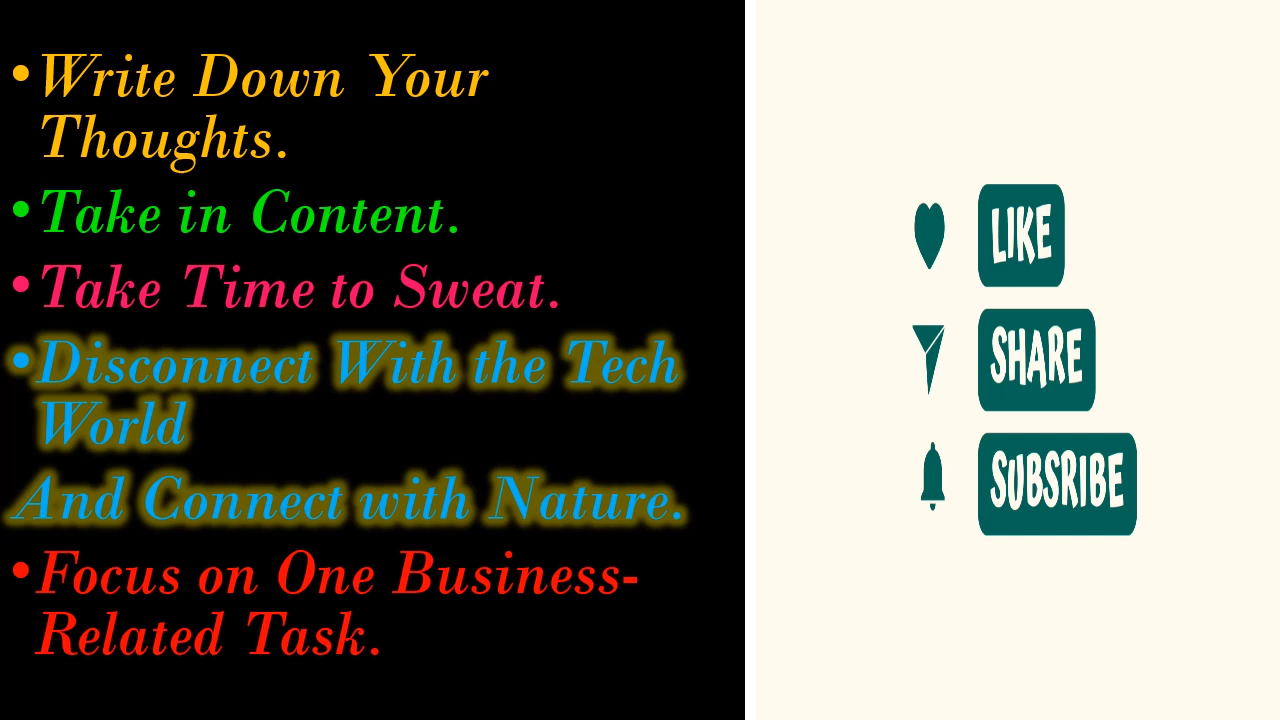 •Write Down Your
Thoughts.
•Take in Content.
•Take Time to Sweat.
•Disconnect With the Tech
World
And Connect with Nature.
•Focus on One Business-
Related Task.
LIKE
SHARE
SUBSRIBE